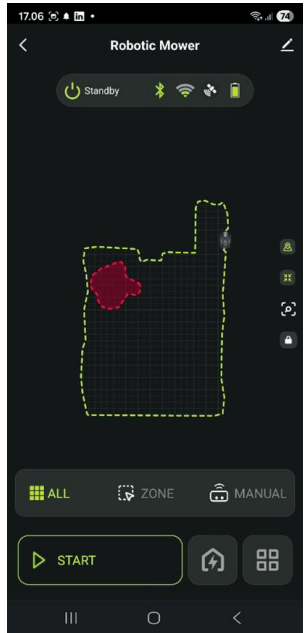 17.06
74
Robotic Mower
Standby
ALL
ZONE
MANUAL
START